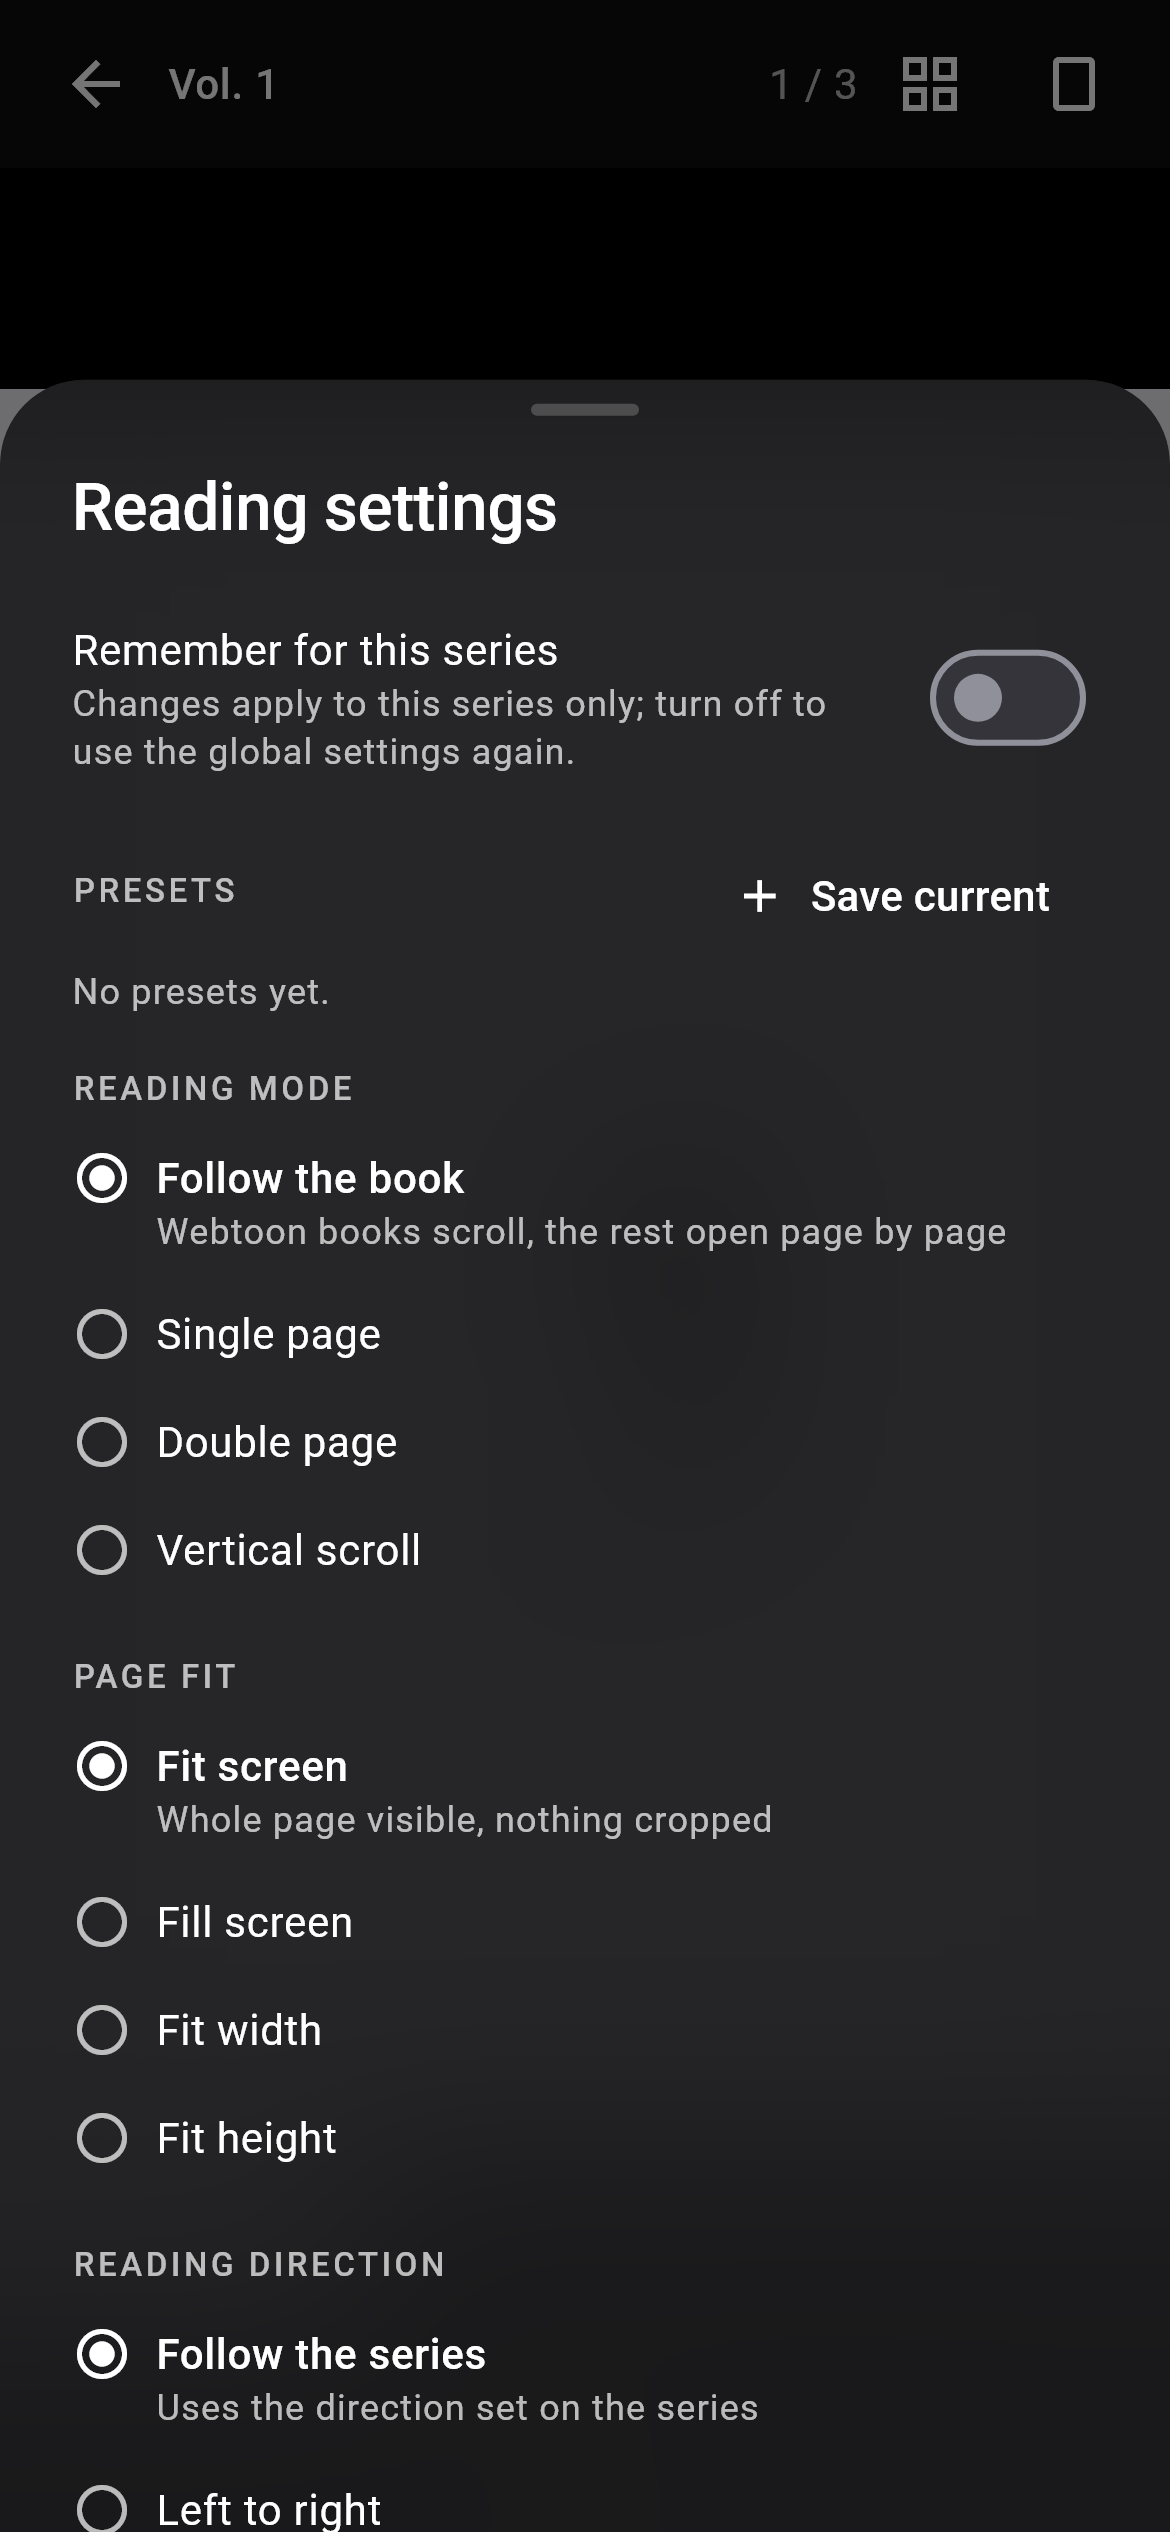 Vol. 1
1 / 3
Reading settings
Remember for this series
Changes apply to this series only; turn off to
use the global settings again.
PRESETS
Save current
No presets yet.
READING MODE
Follow the book
Webtoon books scroll, the rest open page by page
Single page
Double page
Vertical scroll
PAGE FIT
Fit screen
Whole page visible, nothing cropped
Fill screen
Fit width
Fit height
READING DIRECTION
Follow the series
Uses the direction set on the series
Left to right